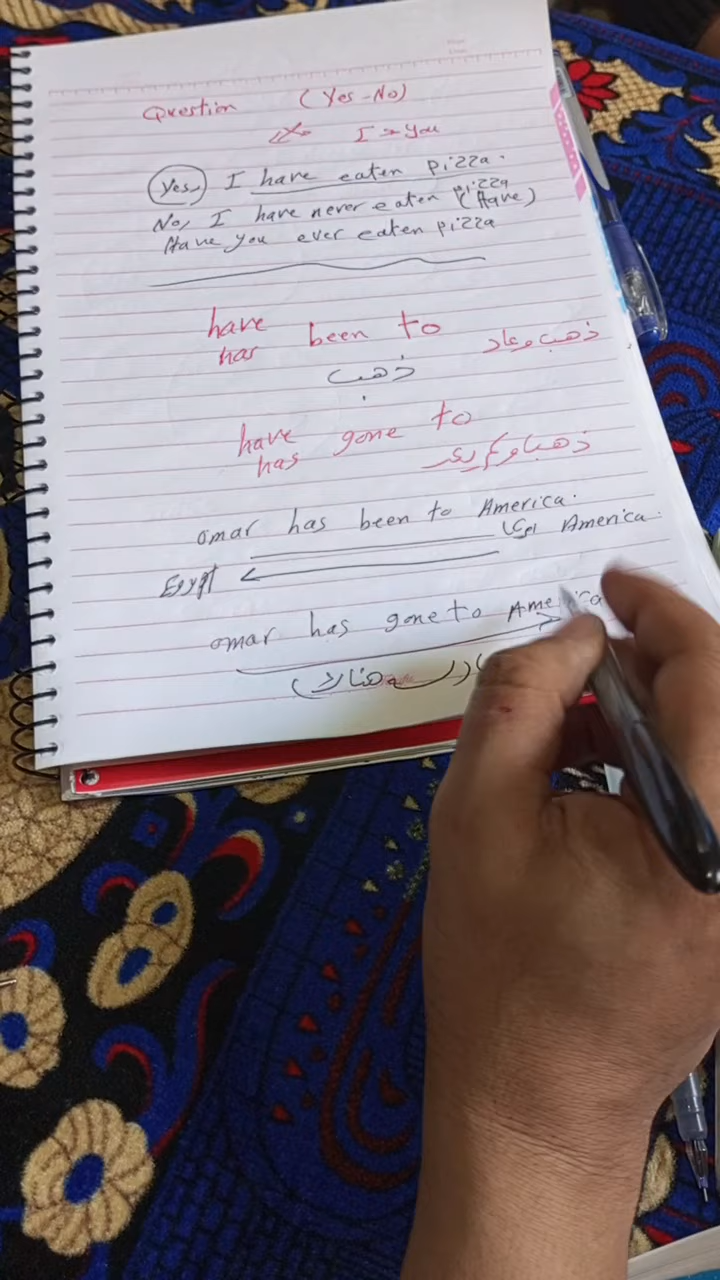 Question (Yes-No)
I → You
Yes, I have eaten pizza.
No, I have never eaten pizza
(Have)
Have you ever eaten pizza
have
has been to ذهب وعاد
ذهب
have
has gone to ذهب ولم يعد
omar has been to America.
America.
Egypt
omar has gone to America
هناك